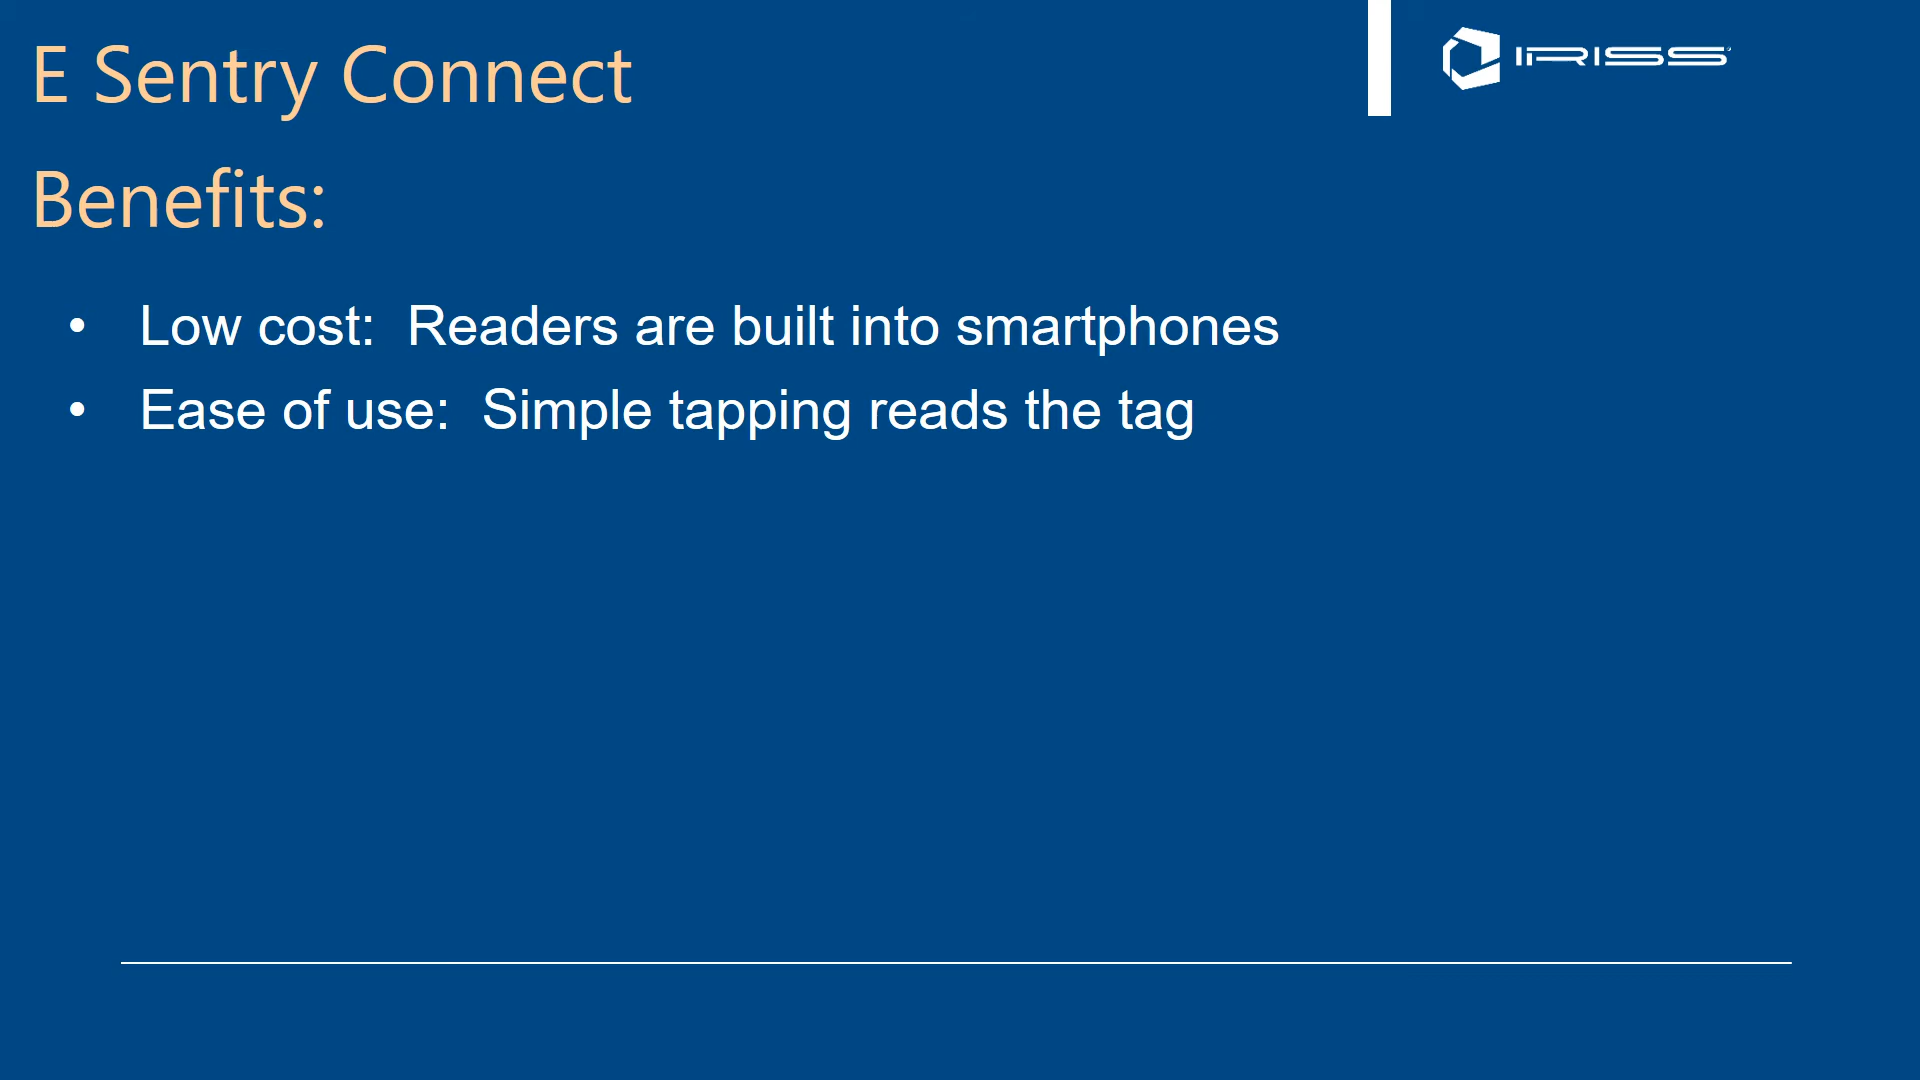 E Sentry Connect
IRISS
Benefits:
• Low cost: Readers are built into smartphones
• Ease of use: Simple tapping reads the tag